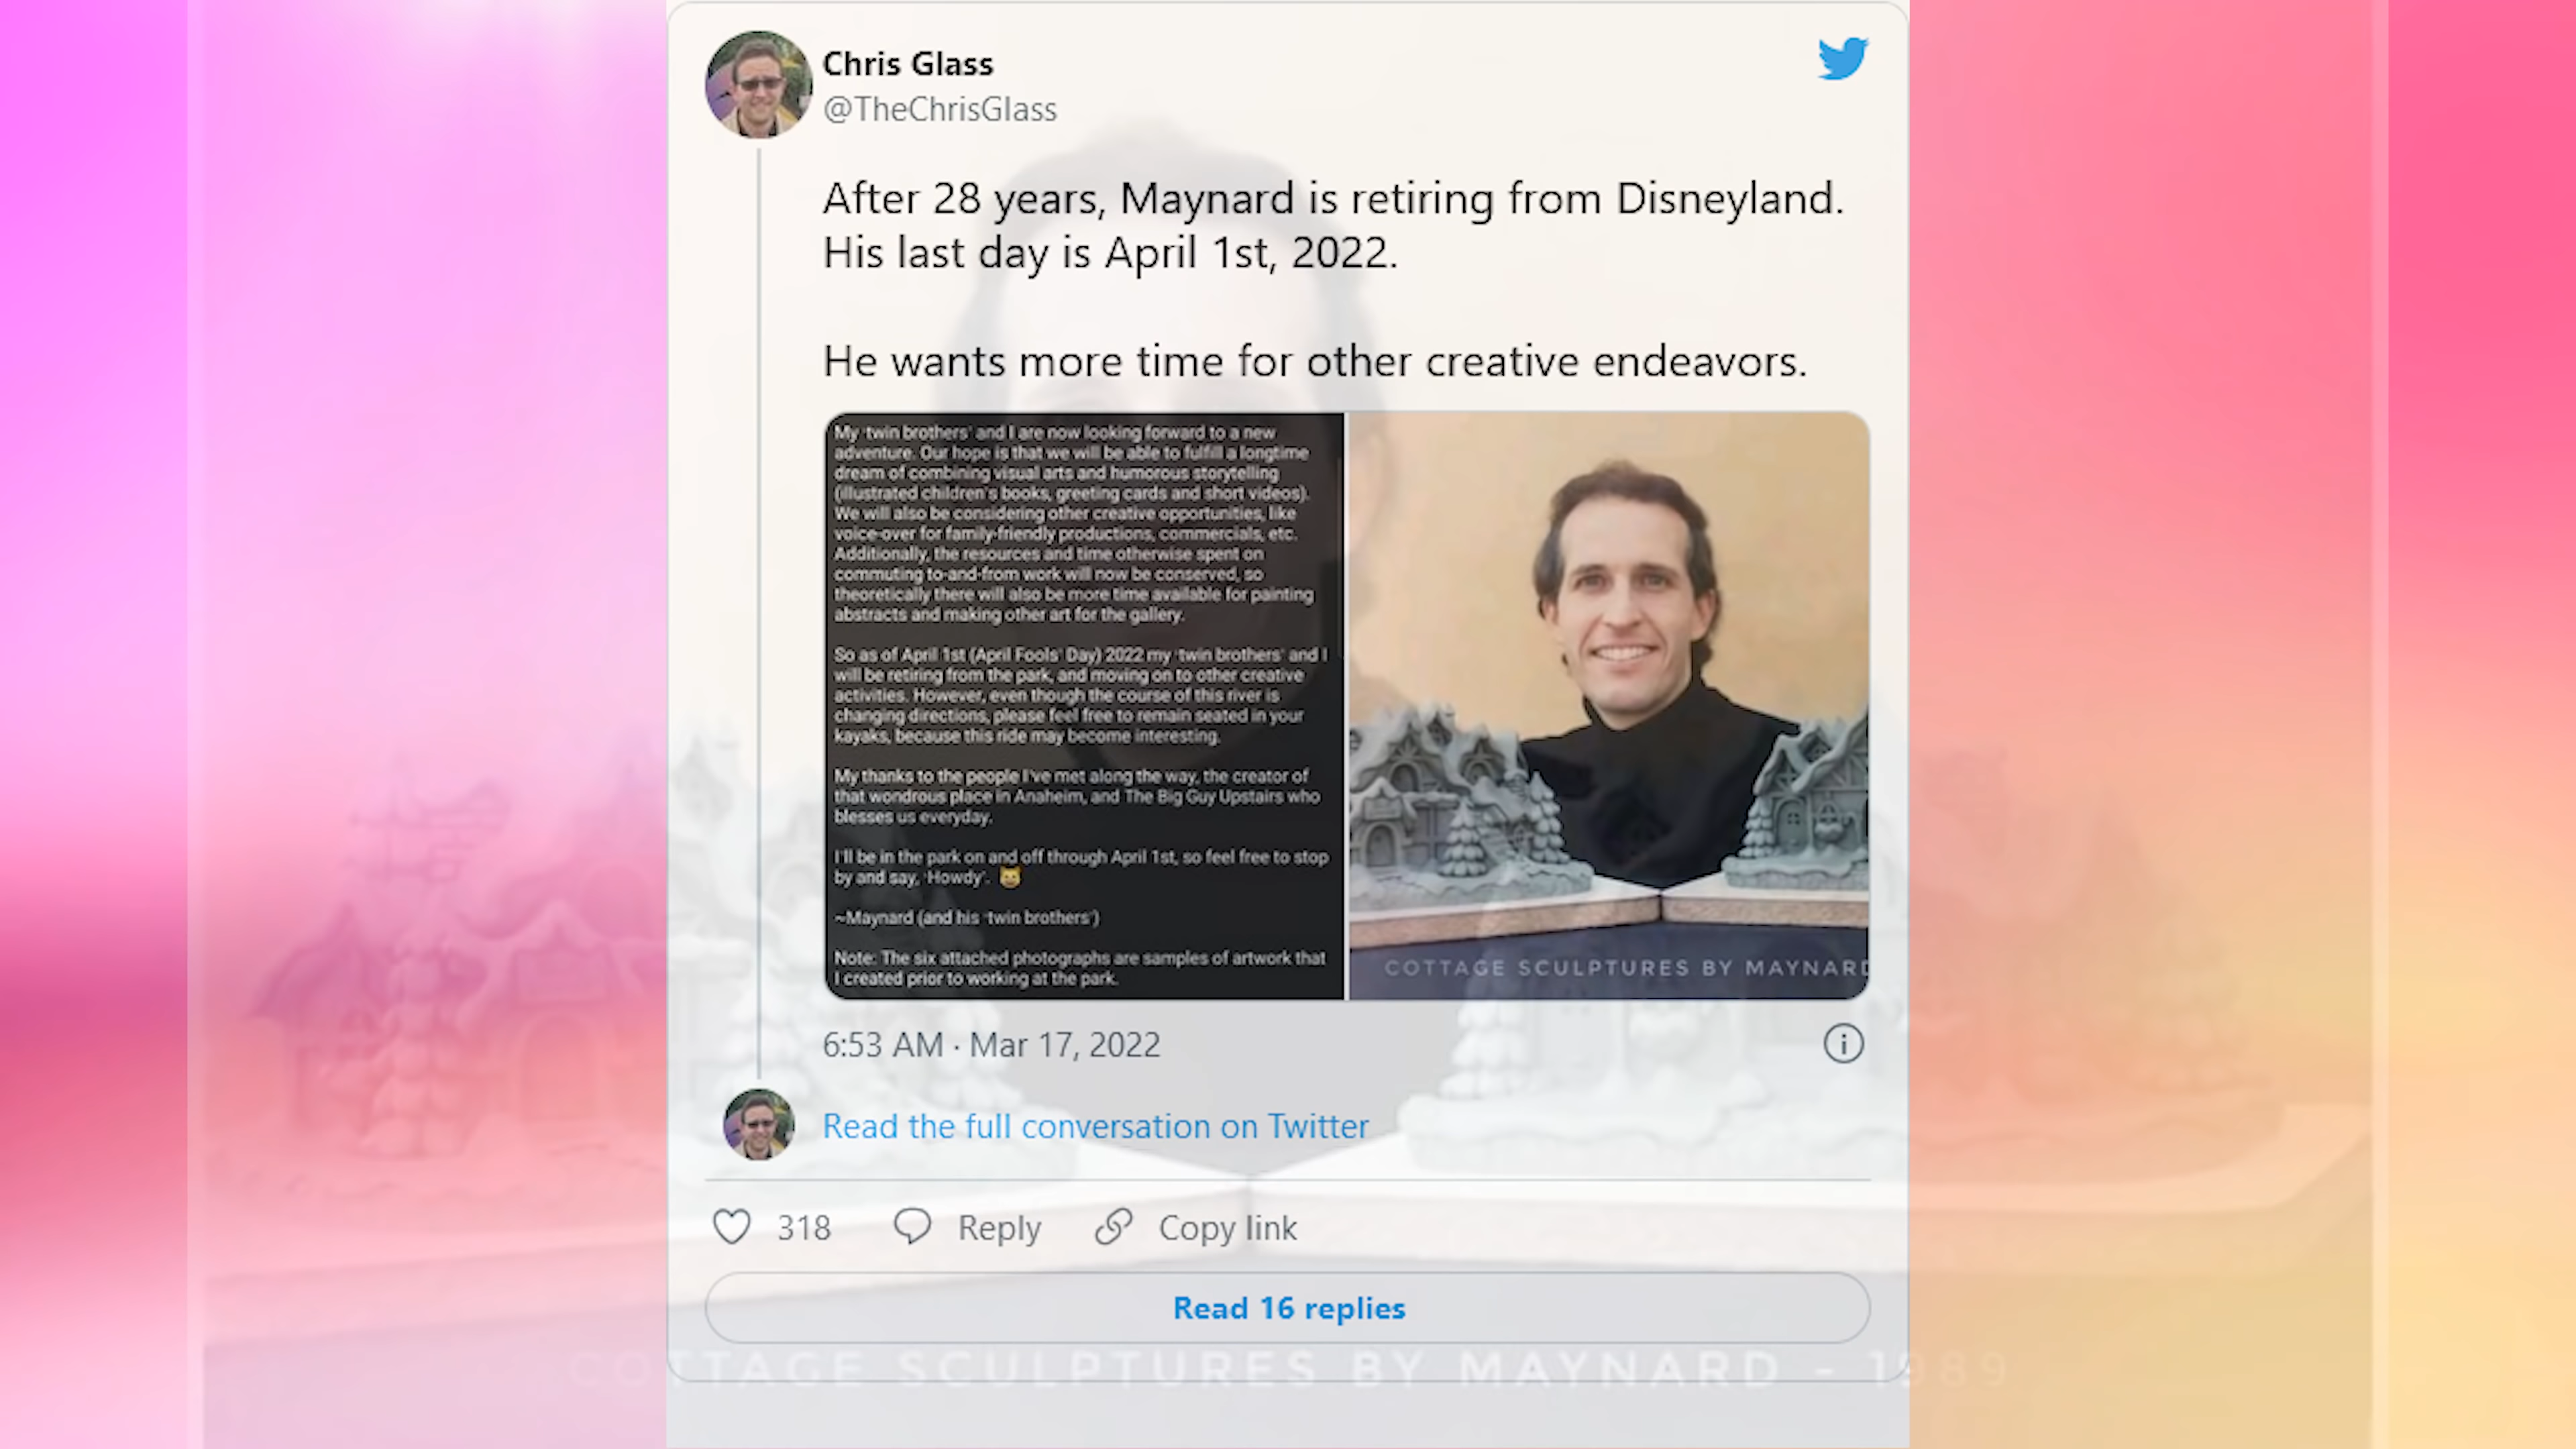 Chris Glass
@TheChrisGlass
After 28 years, Maynard is retiring from Disneyland.
His last day is April 1st, 2022.
He wants more time for other creative endeavors.
My 'twin brothers' and I are now looking forward to a new
adventure. Our hope is that we will be able to fulfill a longtime
dream of combining visual arts and humorous storytelling
(illustrated children's books, greeting cards and short videos).
We will also be considering other creative opportunities, like
voice-over for family-friendly productions, commercials, etc.
Additionally, the resources and time otherwise spent on
commuting to-and-from work will now be conserved, so
theoretically there will also be more time available for painting
abstracts and making other art for the gallery.
So as of April 1st (April Fools' Day) 2022 my 'twin brothers' and I
will be retiring from the park, and moving on to other creative
activities. However, even though the course of this river is
changing directions, please feel free to remain seated in your
kayaks, because this ride may become interesting.
My thanks to the people I've met along the way, the creator of
that wondrous place in Anaheim, and The Big Guy Upstairs who
blesses us everyday.
I'll be in the park on and off through April 1st, so feel free to stop
by and say, 'Howdy'. 😺
~Maynard (and his 'twin brothers')
Note: The six attached photographs are samples of artwork that
I created prior to working at the park.
COTTAGE SCULPTURES BY MAYNARD
6:53 AM · Mar 17, 2022
Read the full conversation on Twitter
318 Reply Copy link
Read 16 replies
COTTAGE SCULPTURES BY MAYNARD - 1989